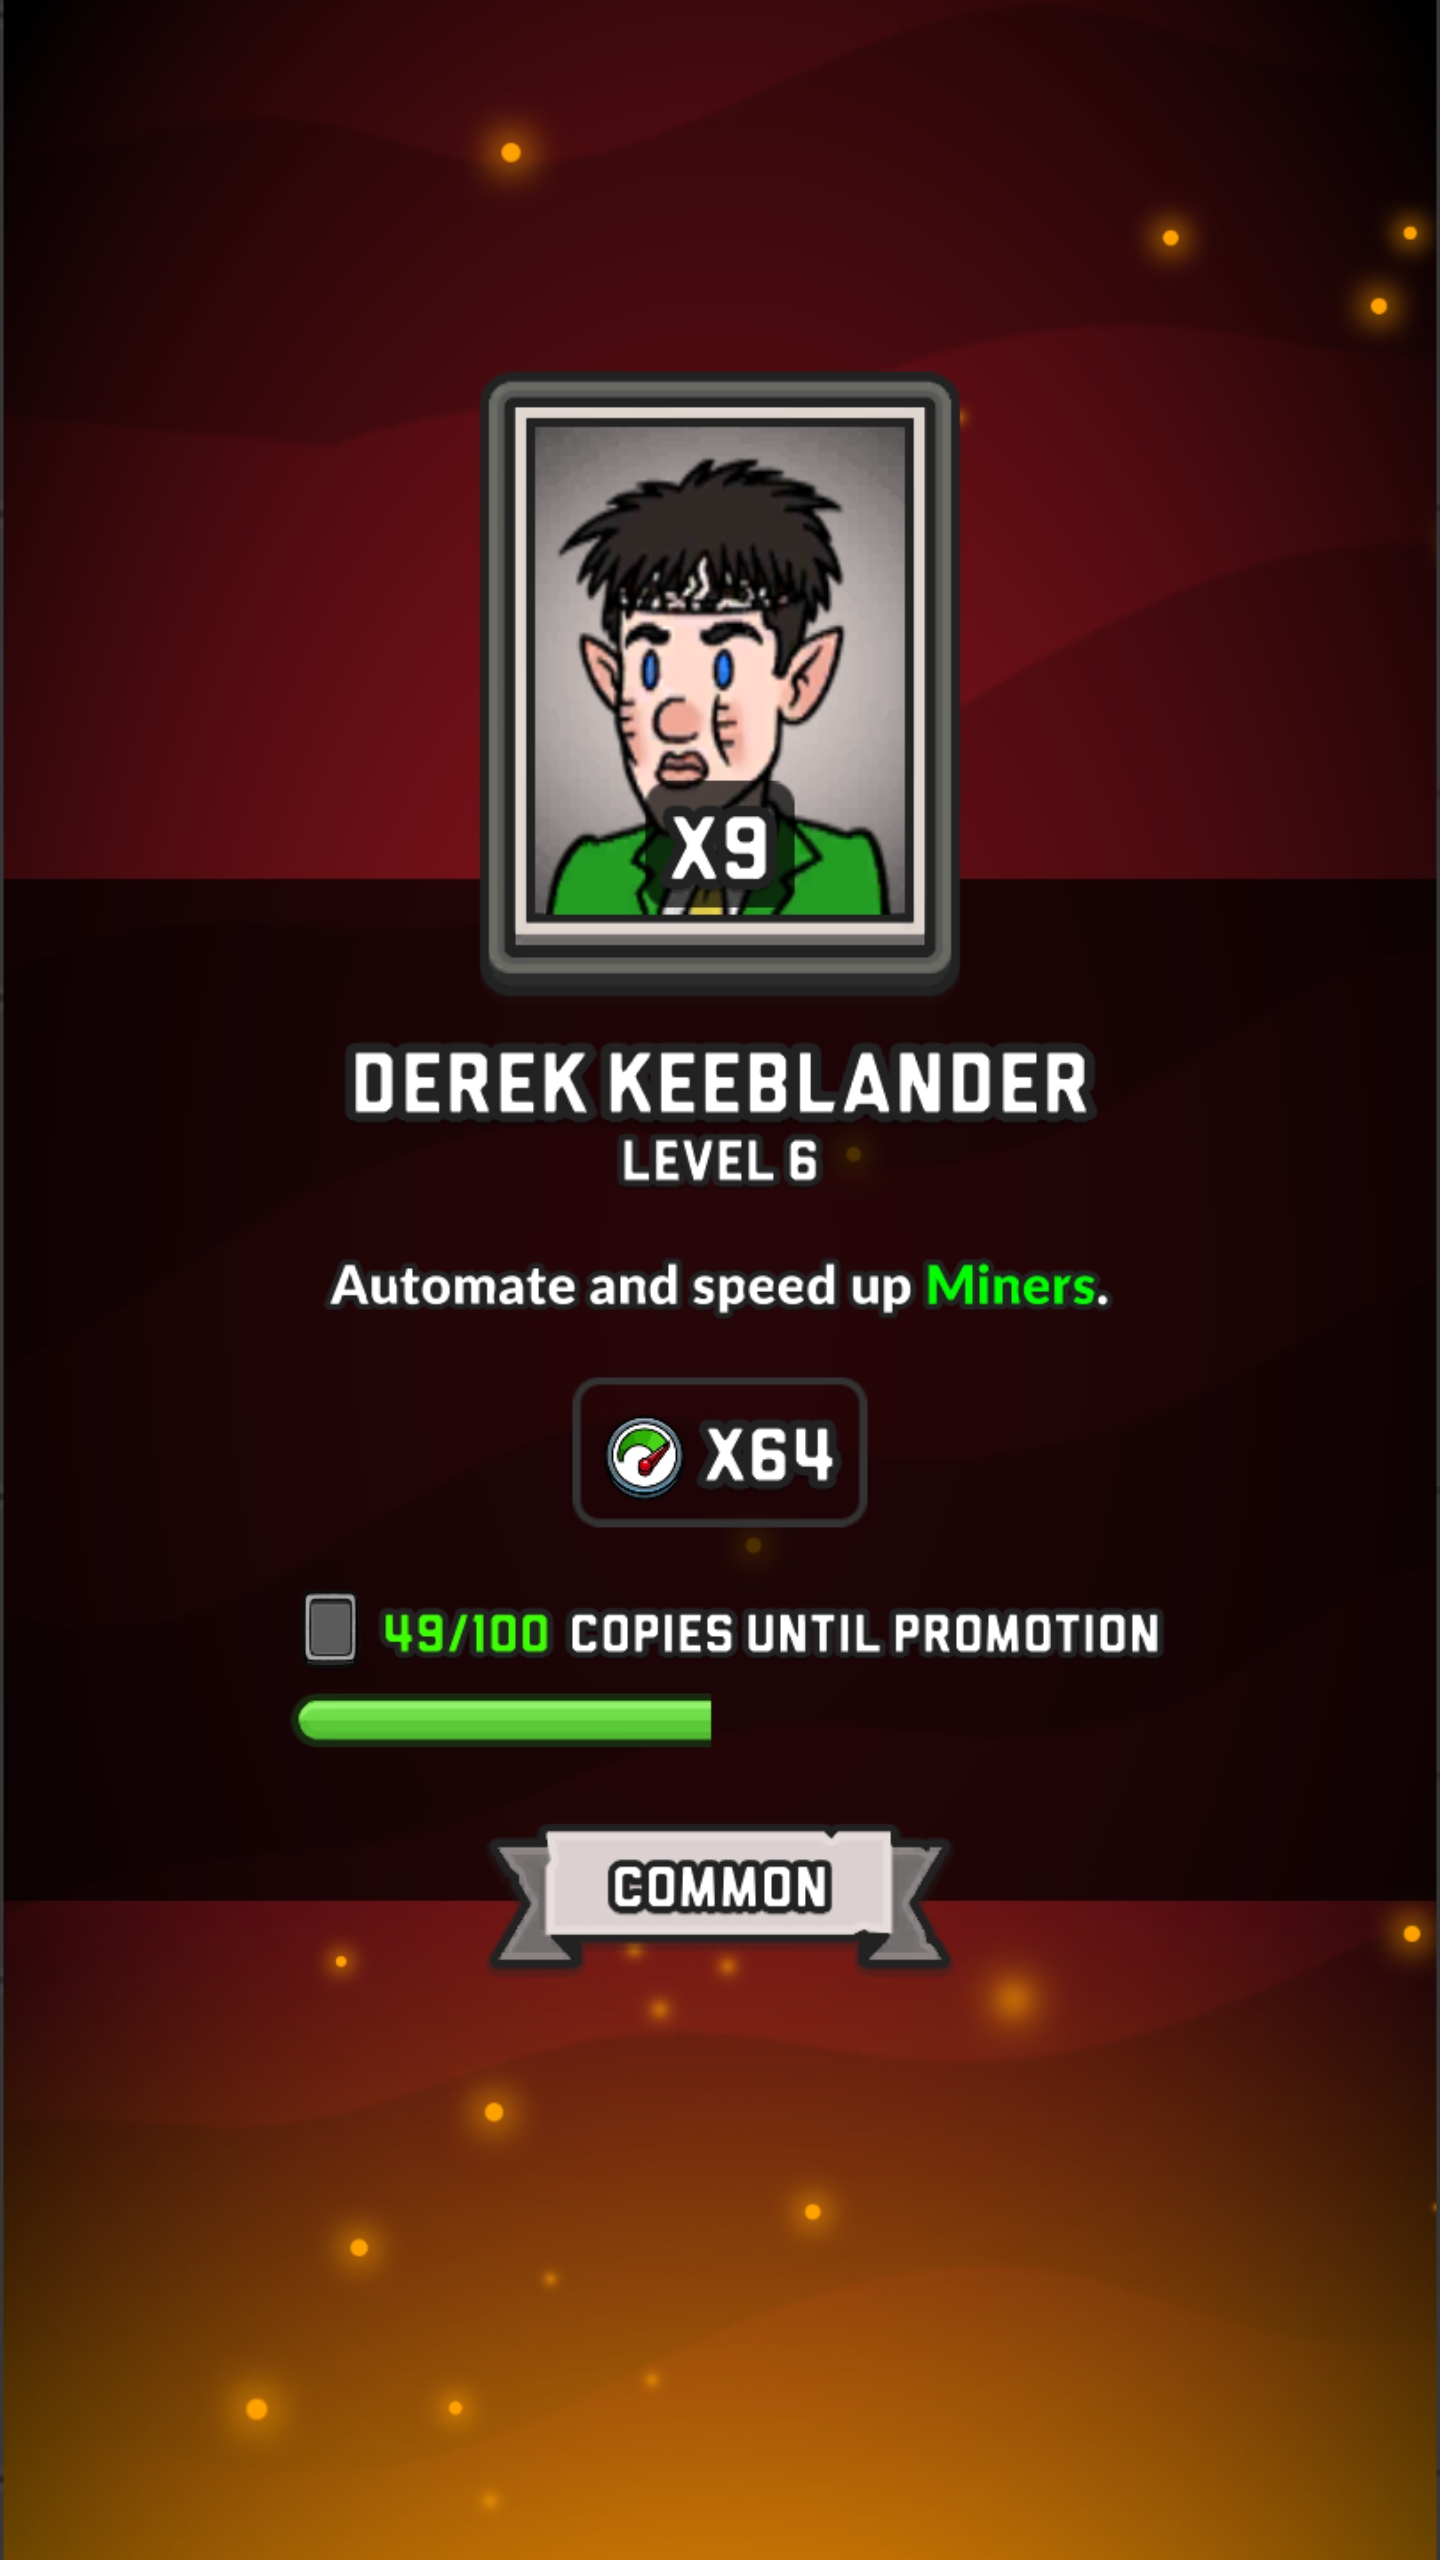 X9
DEREK KEEBLANDER
LEVEL 6
Automate and speed up Miners.
X64
49/100 COPIES UNTIL PROMOTION
COMMON